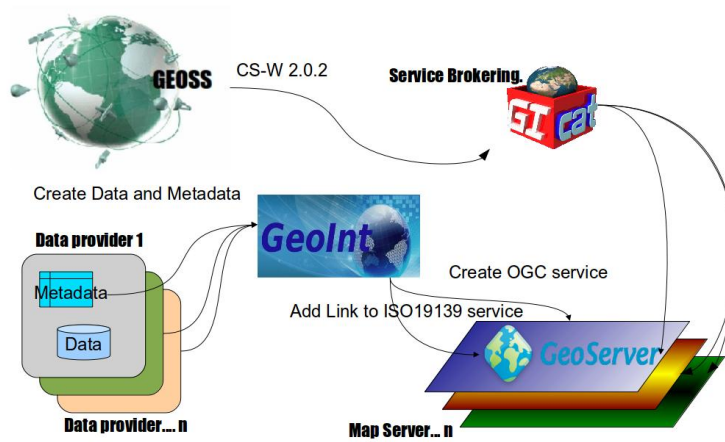 GEOSS
CS-W 2.0.2
Service Brokering.
GI cat
Create Data and Metadata
Data provider 1
GeoInt
Metadata
Create OGC service
Add Link to ISO19139 service
Data
GeoServer
Data provider.... n
Map Server... n